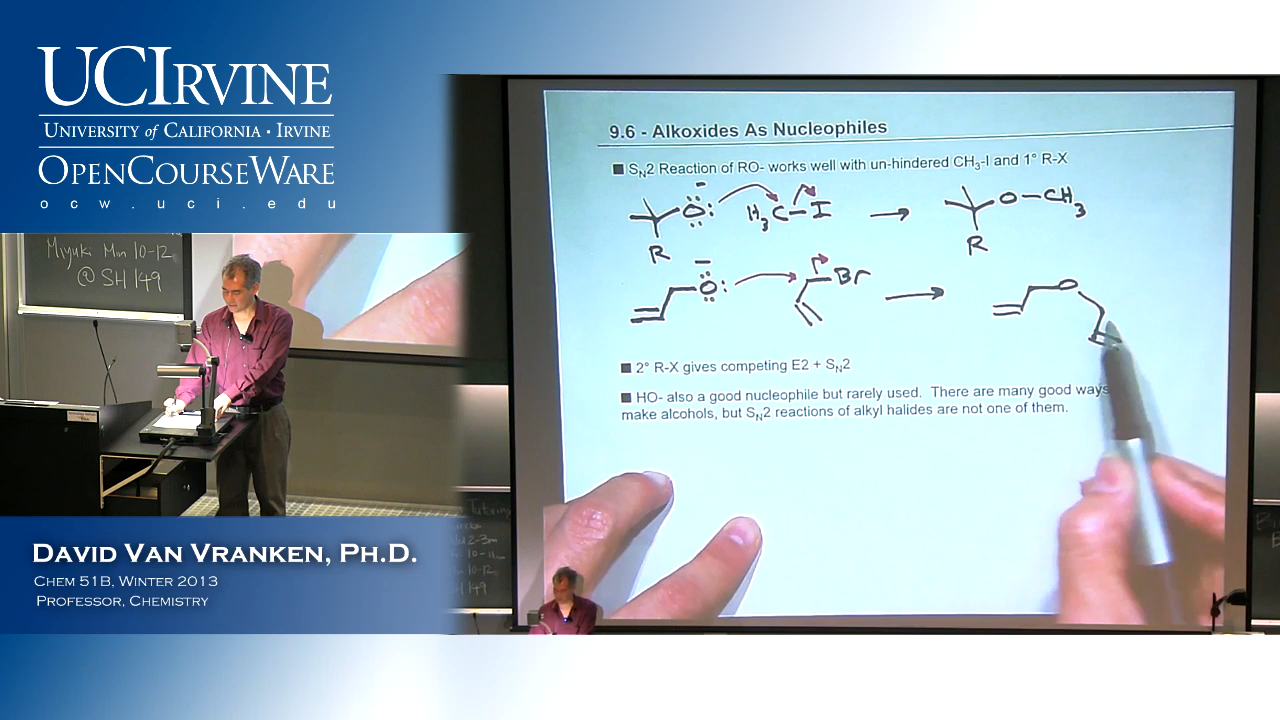 UCIRVINE
UNIVERSITY of CALIFORNIA · IRVINE
OPENCOURSEWARE
ocw.uci.edu
Miyuki Mon 10-12
@ SH 149
DAVID VAN VRANKEN, PH.D.
CHEM 51B, WINTER 2013
PROFESSOR, CHEMISTRY
9.6 - Alkoxides As Nucleophiles
■ SN2 Reaction of RO- works well with un-hindered CH3-I and 1° R-X
O: H3C-I → O-CH3
R R
O: Br → O
■ 2° R-X gives competing E2 + SN2
■ HO- also a good nucleophile but rarely used. There are many good ways
make alcohols, but SN2 reactions of alkyl halides are not one of them.